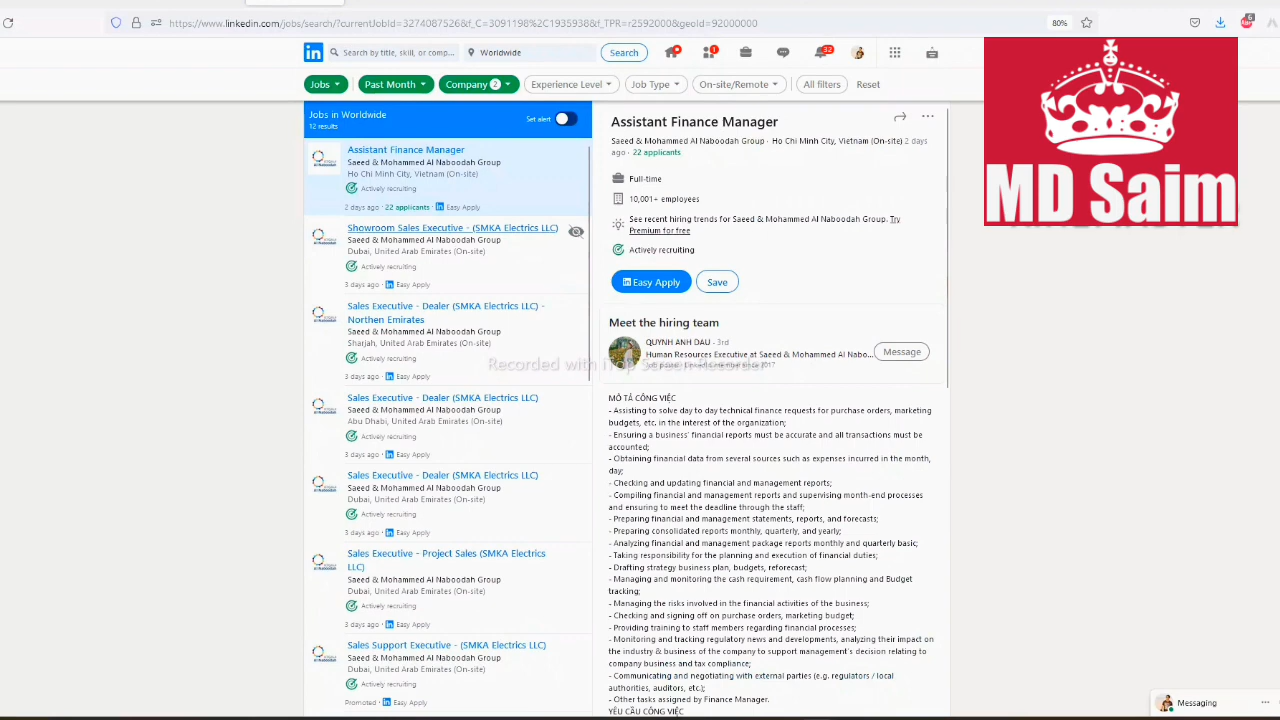 https://www.linkedin.com/jobs/search/?currentJobId=3274087526&f_C=3091198%2C1935938&f_TPR=r2592000&geoId=92000000
80%
6
in
Search by title, skill, or comp...
Worldwide
Search
1
32
Jobs
Past Month
Company 2
Experience Level
Job Type
On-site/Remote
All filters
Reset
MD Saim
Jobs in Worldwide
12 results
Set alert
Assistant Finance Manager
Saeed & Mohammed Al Naboodah Group
Ho Chi Minh City, Vietnam (On-site)
Actively recruiting
2 days ago · 22 applicants · in Easy Apply
Showroom Sales Executive - (SMKA Electrics LLC)
Saeed & Mohammed Al Naboodah Group
Dubai, United Arab Emirates (On-site)
Actively recruiting
3 days ago · in Easy Apply
Sales Executive - Dealer (SMKA Electrics LLC) -
Northen Emirates
Saeed & Mohammed Al Naboodah Group
Sharjah, United Arab Emirates (On-site)
Actively recruiting
3 days ago · in Easy Apply
Sales Executive - Dealer (SMKA Electrics LLC)
Saeed & Mohammed Al Naboodah Group
Abu Dhabi, United Arab Emirates (On-site)
Actively recruiting
3 days ago · in Easy Apply
Sales Executive - Dealer (SMKA Electrics LLC)
Saeed & Mohammed Al Naboodah Group
Dubai, United Arab Emirates (On-site)
Actively recruiting
3 days ago · in Easy Apply
Sales Executive - Project Sales (SMKA Electrics
LLC)
Saeed & Mohammed Al Naboodah Group
Dubai, United Arab Emirates (On-site)
Actively recruiting
3 days ago · in Easy Apply
Sales Support Executive - (SMKA Electrics LLC)
Saeed & Mohammed Al Naboodah Group
Dubai, United Arab Emirates (On-site)
Actively recruiting
Promoted · in Easy Apply
Assistant Finance Manager
Saeed & Mohammed Al Naboodah Group · Ho Chi Minh City, Vietnam (On-site) 2 days
ago · 22 applicants
Full-time
10,001+ employees
See recent hiring trends for Saeed & Mohammed Al Naboodah Group. Try
Premium for free
Actively recruiting
in Easy Apply
Save
Meet the hiring team
QUYNH ANH DAU · 3rd
Human Resources Executive at Saeed & Mohammed Al Nabo...
Job poster · LinkedIn member since 2017
Message
Recorded with iTop Screen Recorder
MÔ TẢ CÔNG VIỆC
- Assisting to solve day to day technical finance requests for purchase orders, marketing
budgets, etc. in the interest of the organization;
- Ensuring a business' financial reports must be accurate and all transactions must be
accounted;
- Obtaining financial data from several sources such as expenses incurred in the month,
day;
- Checking and updating financial and management reports;
- Compiling financial and management reports and supervising month-end processes
and ensuring to meet the deadline through the staff;
- Preparing financial and management statements, reports, and forecasts;
- Preparing consolidated reports monthly, quarterly, and yearly;
- Analyzing financial and management package reports monthly and quarterly basic;
- Taking responsibility for the planning and execution of financial duties;
- Drafting strategy business plan, budgets, reforecast;
- Managing and monitoring the cash requirement, cash flow planning and Budget
tracking;
- Managing the risks involved in the financial activities of the business;
- Checking and signing off on purchase orders, marketing budget;
- Providing training to staff members regarding financial processes;
- Monitoring and tracking regulatory news and developments, analyzing their impact on
the industry & business of the company to support management's decision relating to
company business and tax compliance;
- Communicating and negotiating with external parties (e.g. regulators / local
authorities, auditors, etc.);
- Other tasks assigned by Finance Manager.
YÊU CẦU CÔNG VIỆC
Messaging